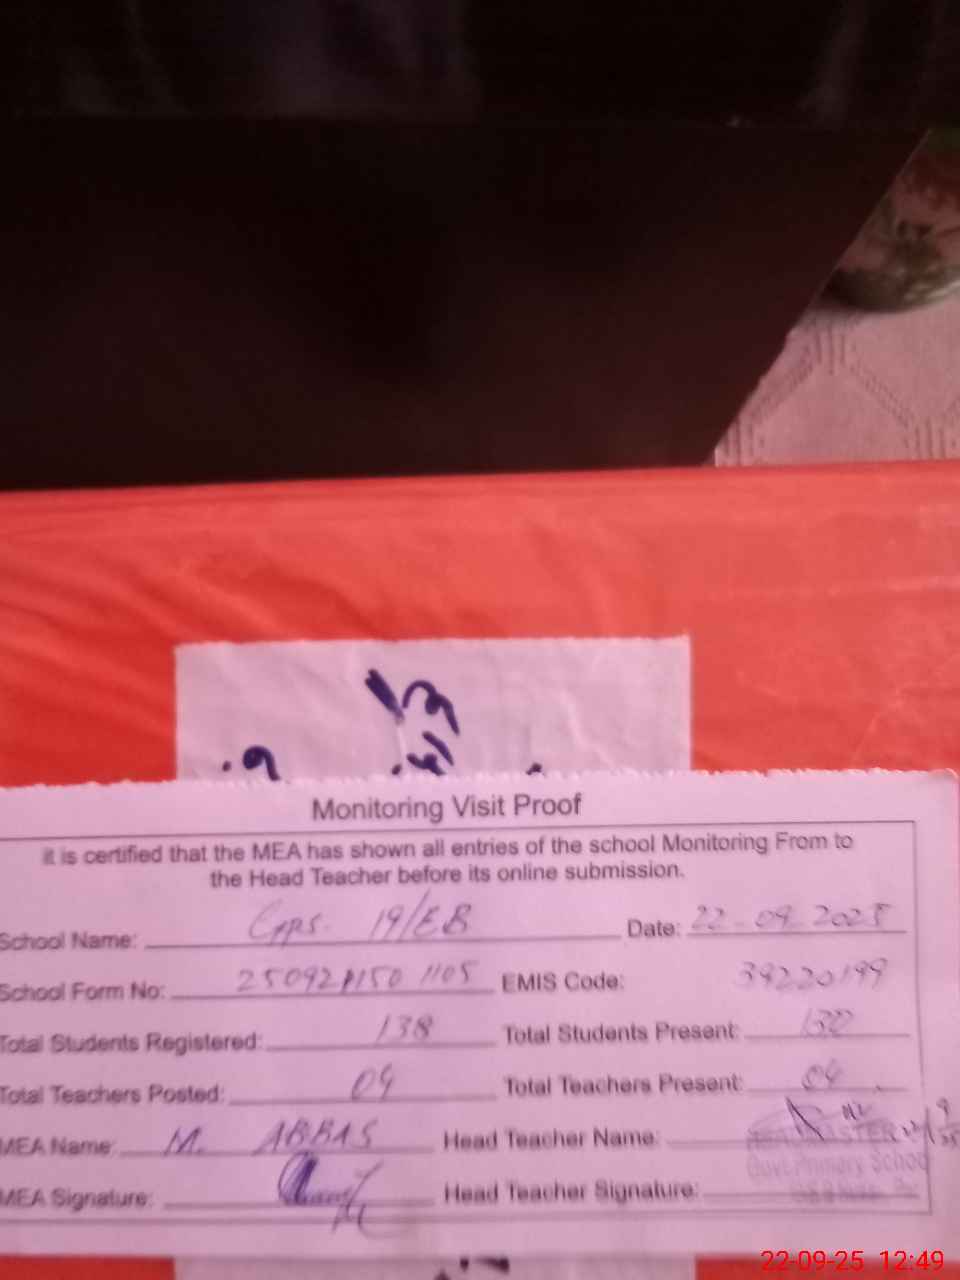 Monitoring Visit Proof
it is certified that the MEA has shown all entries of the school Monitoring From to
the Head Teacher before its online submission.
School Name: GPS. 19/EB Date: 22-09-2025
School Form No: 25092 1105 EMIS Code: 39220199
Total Students Registered: 138 Total Students Present: 130
Total Teachers Posted: 04 Total Teachers Present: 04
MEA Name: M. ABBAS Head Teacher Name:
HEADMASTER
Govt. Primary School
MEA Signature: Head Teacher Signature:
22-09-25 12:49